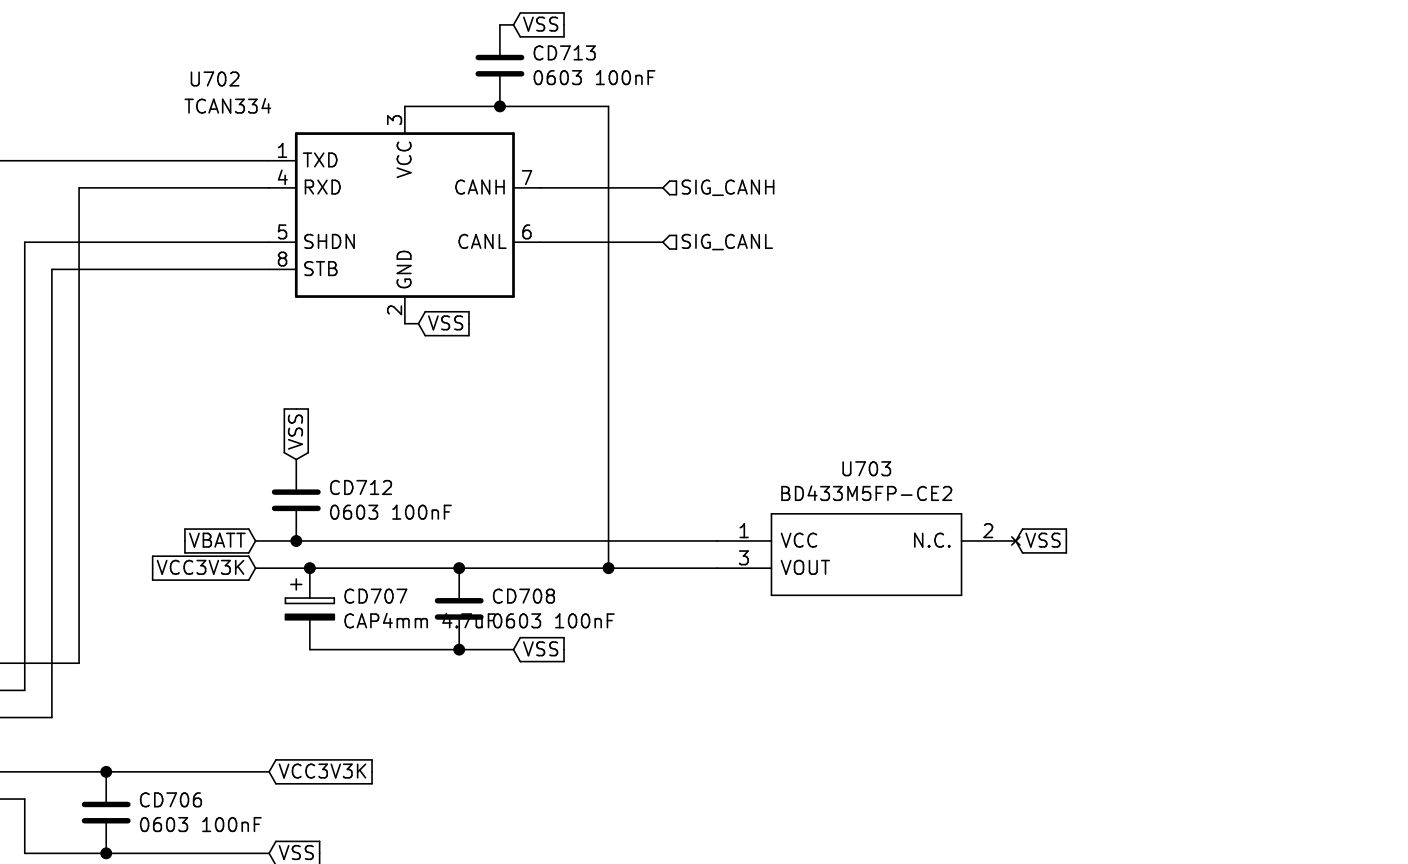 VSS
CD713
0603 100nF
U702
TCAN334
3
1
TXD
VCC
4
RXD
CANH
7
SIG_CANH
5
SHDN
CANL
6
SIG_CANL
8
STB
GND
2
VSS
VSS
CD712
0603 100nF
U703
BD433M5FP-CE2
VBATT
1
VCC
N.C.
2
VSS
VCC3V3K
3
VOUT
+
CD707
CAP4mm 4.7uF
CD708
0603 100nF
VSS
VCC3V3K
CD706
0603 100nF
VSS